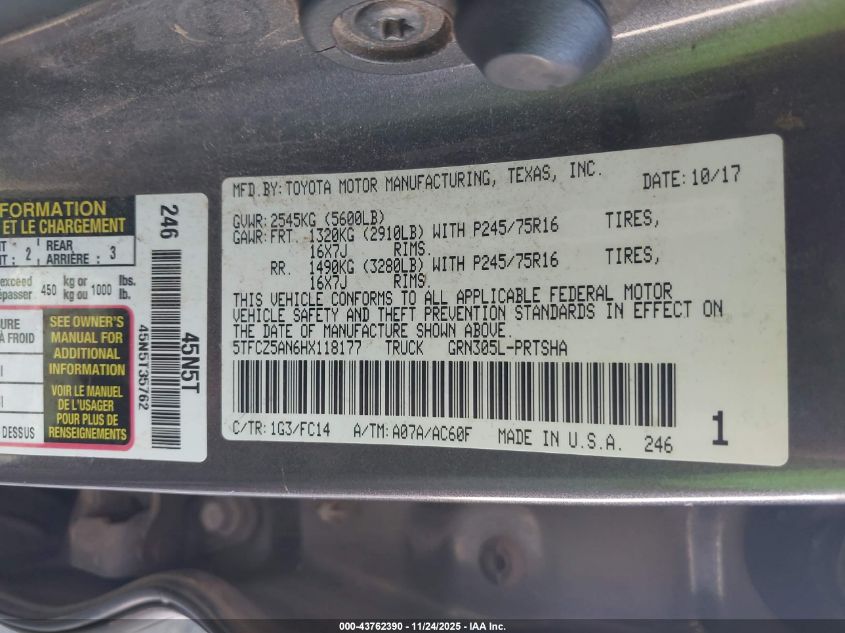 FORMATION
ET LE CHARGEMENT
2 REAR 3
ARRIÈRE :
exceed 450 kg or 1000 lbs.
kg ou lb.
À FROID
SEE OWNER'S
MANUAL FOR
ADDITIONAL
INFORMATION
VOIR LE MANUEL
DE L'USAGER
POUR PLUS DE
RENSEIGNEMENTS
DESSUS
246
45N5T35762
45N5T
MFD.BY:TOYOTA MOTOR MANUFACTURING, TEXAS, INC. DATE:10/17
GVWR:2545KG (5600LB)
GAWR:FRT. 1320KG (2910LB) WITH P245/75R16 TIRES,
16X7J RIMS.
RR. 1490KG (3280LB) WITH P245/75R16 TIRES,
16X7J RIMS.
THIS VEHICLE CONFORMS TO ALL APPLICABLE FEDERAL MOTOR
VEHICLE SAFETY AND THEFT PREVENTION STANDARDS IN EFFECT ON
THE DATE OF MANUFACTURE SHOWN ABOVE.
5TFCZ5AN6HX118177 TRUCK GRN305L-PRTSHA
C/TR:1G3/FC14 A/TM:A07A/AC60F MADE IN U.S.A. 246 1
000-43762390 - 11/24/2025 - IAA Inc.